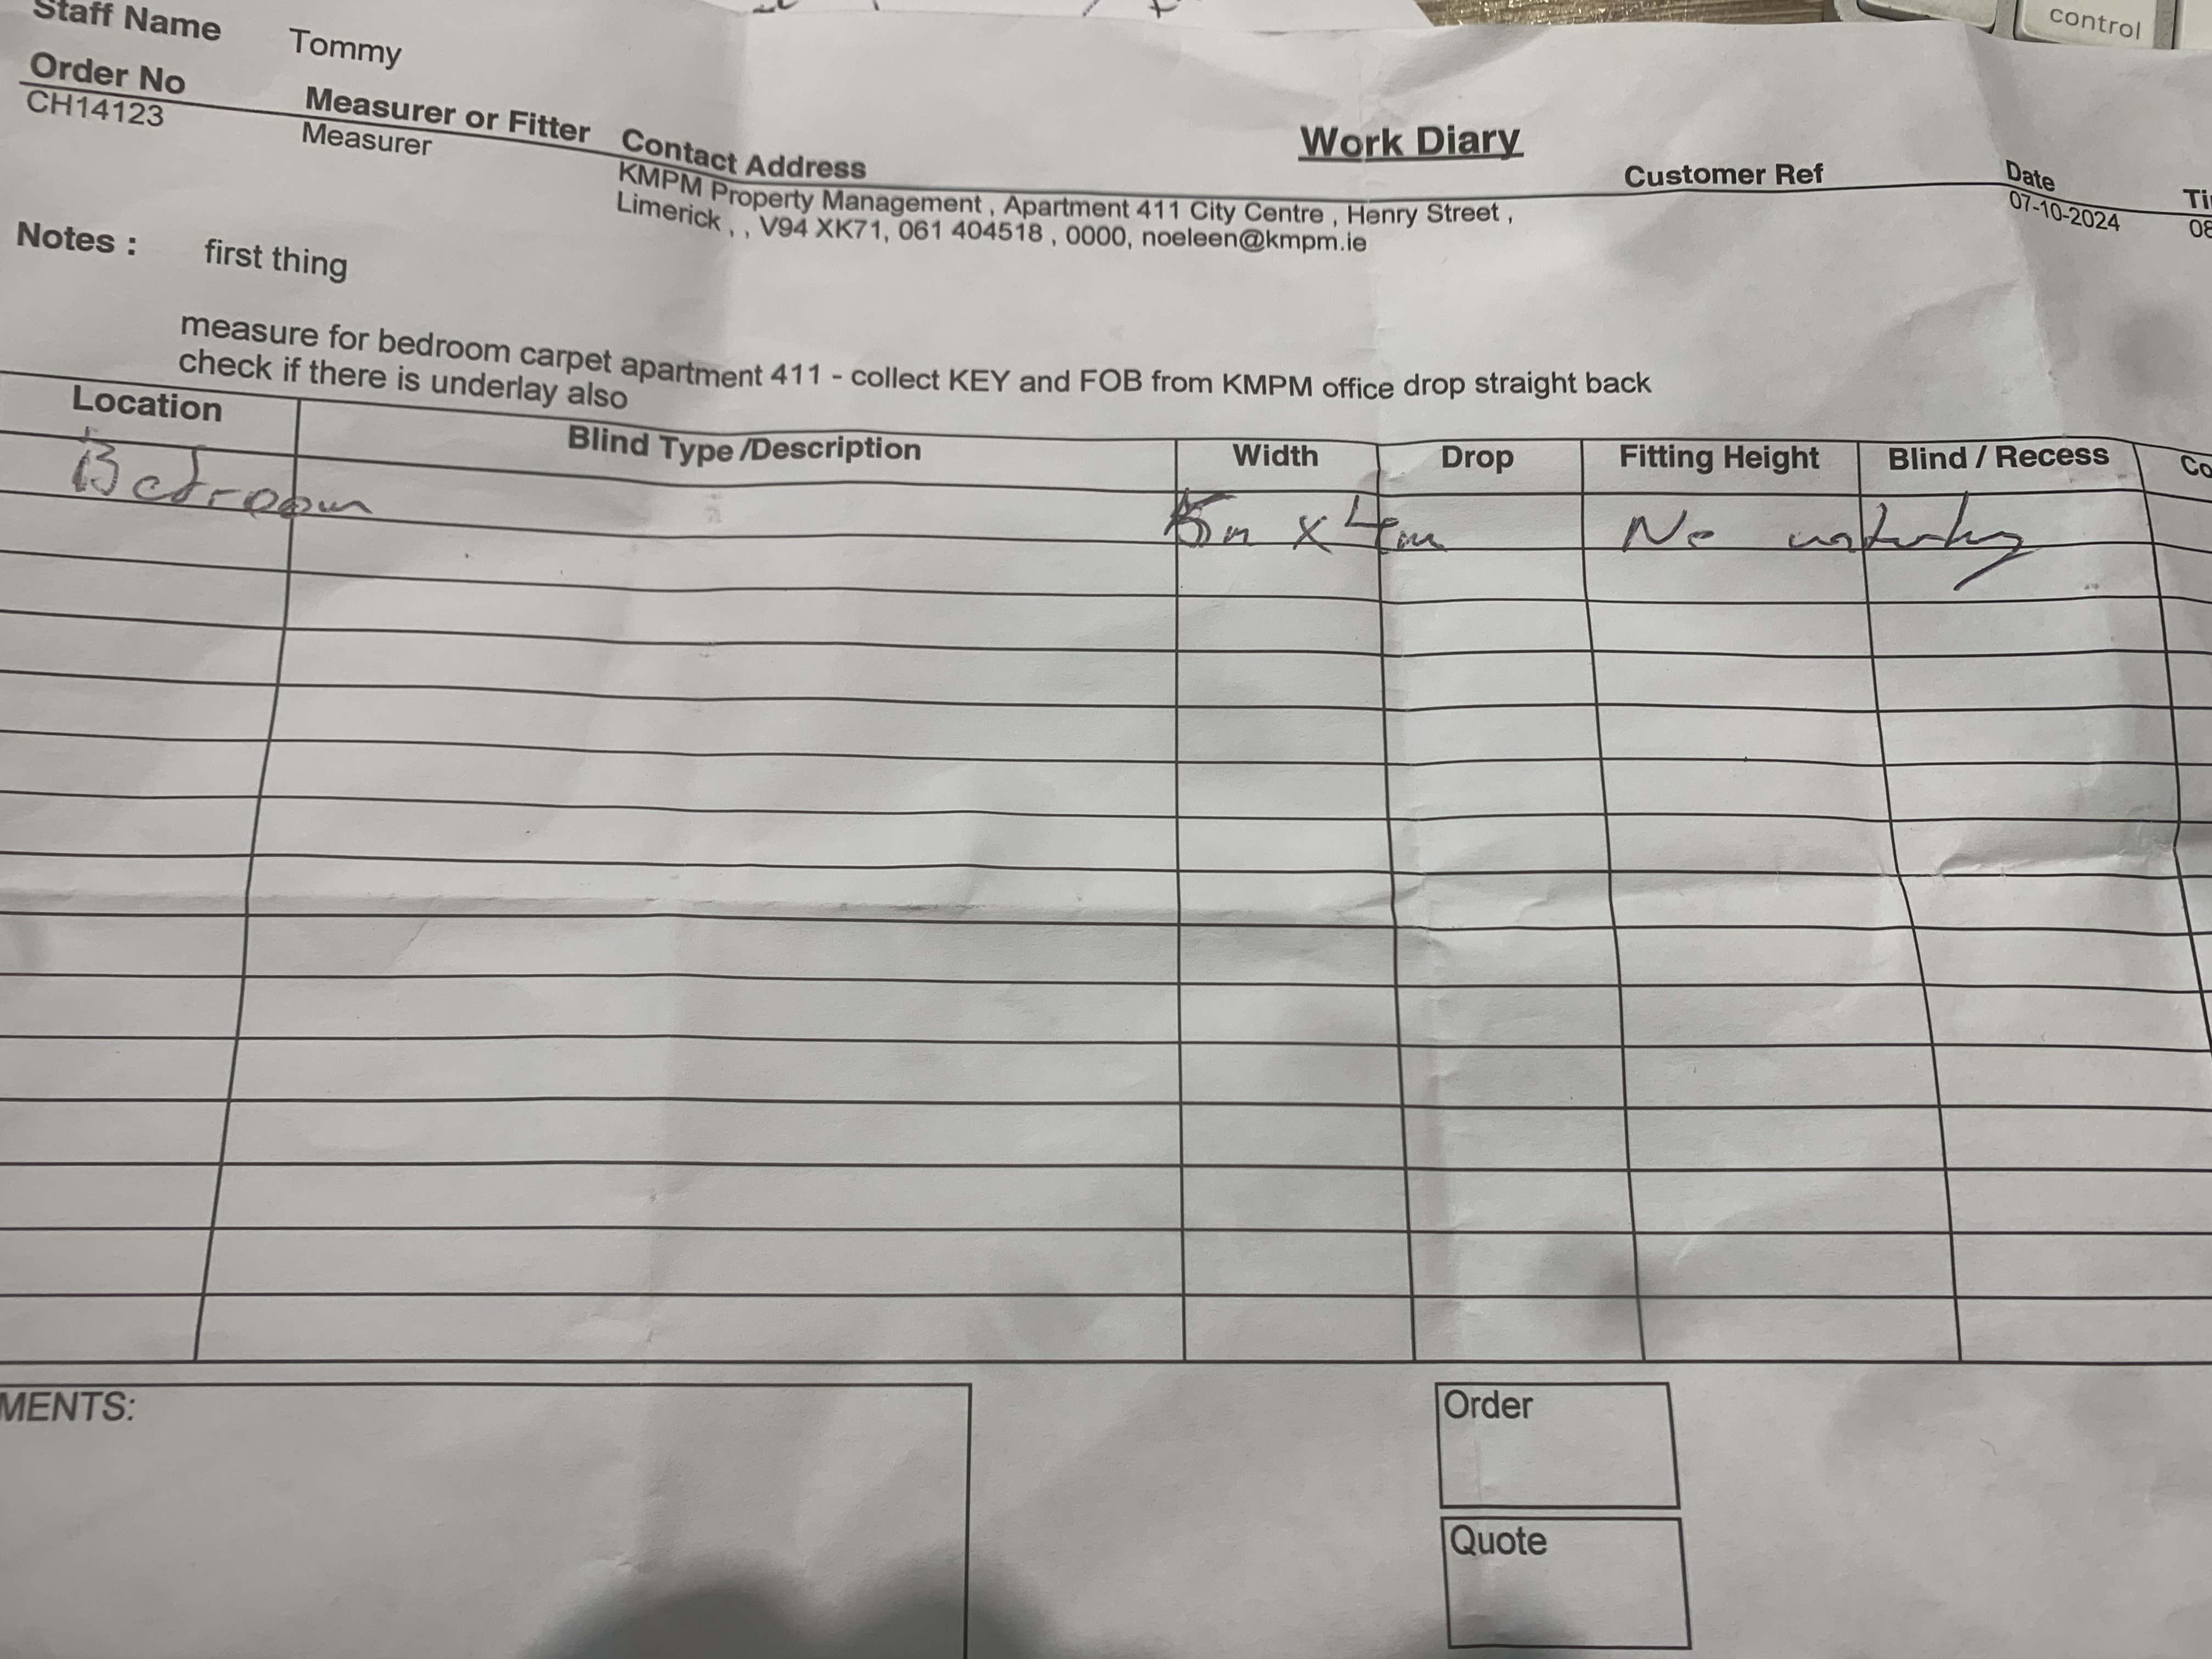 control
Staff Name Tommy
Work Diary
Order No Measurer or Fitter Contact Address Customer Ref Date
CH14123 Measurer KMPM Property Management , Apartment 411 City Centre , Henry Street , 07-10-2024 08
Limerick , , V94 XK71, 061 404518 , 0000, noeleen@kmpm.ie
Notes : first thing
measure for bedroom carpet apartment 411 - collect KEY and FOB from KMPM office drop straight back
check if there is underlay also
Location Blind Type /Description Width Drop Fitting Height Blind / Recess Co
Bedroom 5m x 4m No underlay
MENTS:
Order
Quote